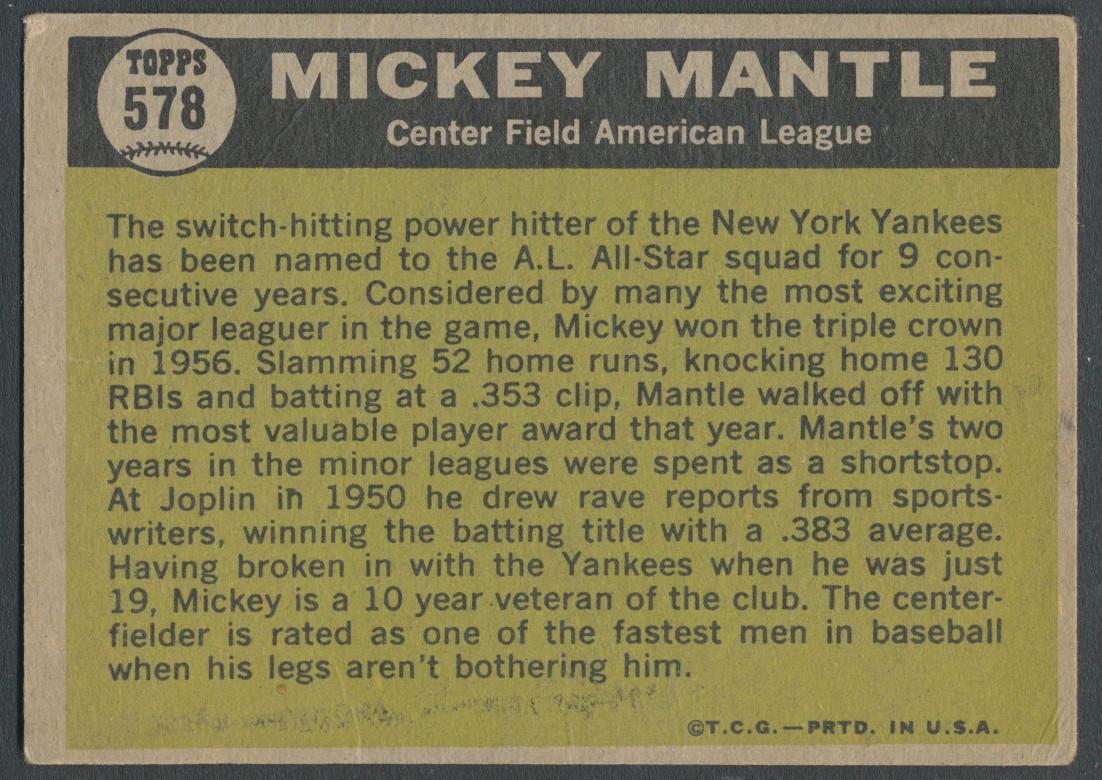 TOPPS
578
MICKEY MANTLE
Center Field American League
The switch-hitting power hitter of the New York Yankees
has been named to the A.L. All-Star squad for 9 con-
secutive years. Considered by many the most exciting
major leaguer in the game, Mickey won the triple crown
in 1956. Slamming 52 home runs, knocking home 130
RBIs and batting at a .353 clip, Mantle walked off with
the most valuable player award that year. Mantle's two
years in the minor leagues were spent as a shortstop.
At Joplin in 1950 he drew rave reports from sports-
writers, winning the batting title with a .383 average.
Having broken in with the Yankees when he was just
19, Mickey is a 10 year veteran of the club. The center-
fielder is rated as one of the fastest men in baseball
when his legs aren't bothering him.
©T.C.G.—PRTD. IN U.S.A.